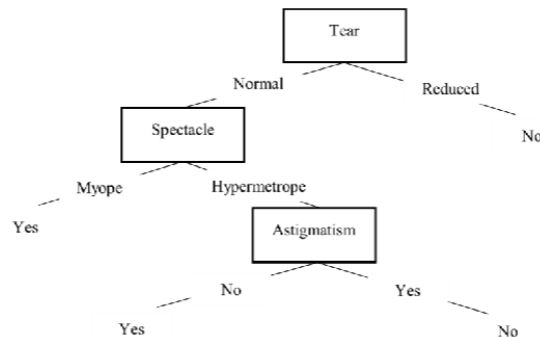 Tear
Normal
Reduced
Spectacle
No
Myope
Hypermetrope
Yes
Astigmatism
No
Yes
Yes
No